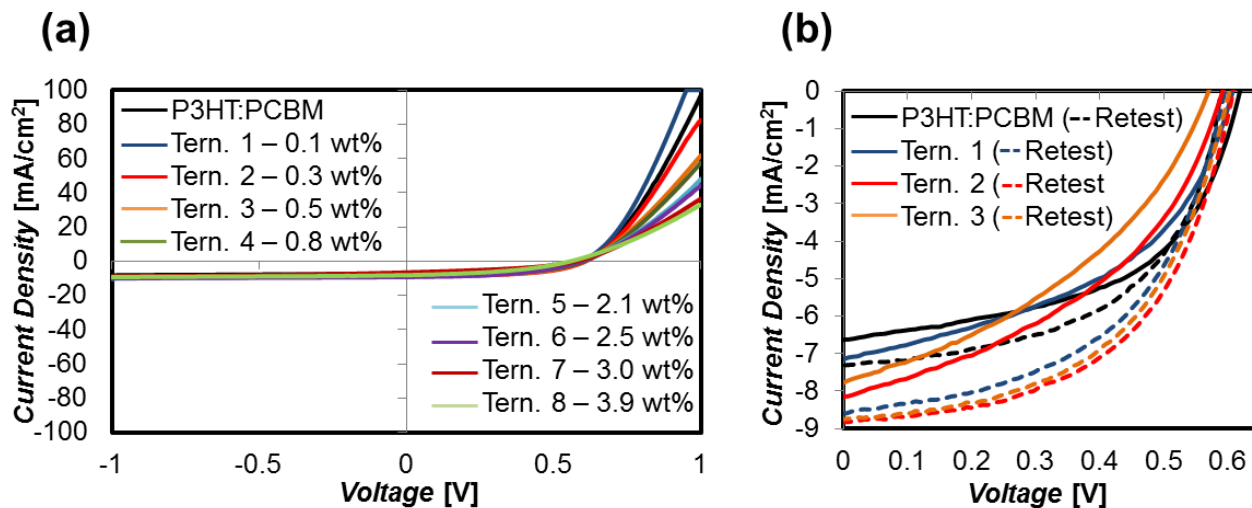 (a)
Current Density [mA/cm²]
100
80
60
40
20
0
-20
-40
-60
-80
-100
P3HT:PCBM
Tern. 1 – 0.1 wt%
Tern. 2 – 0.3 wt%
Tern. 3 – 0.5 wt%
Tern. 4 – 0.8 wt%
Tern. 5 – 2.1 wt%
Tern. 6 – 2.5 wt%
Tern. 7 – 3.0 wt%
Tern. 8 – 3.9 wt%
-1 -0.5 0 0.5 1
Voltage [V]
(b)
Current Density [mA/cm²]
0
-1
-2
-3
-4
-5
-6
-7
-8
-9
P3HT:PCBM (--Retest)
Tern. 1 (--Retest)
Tern. 2 (--Retest
Tern. 3 (--Retest)
0 0.1 0.2 0.3 0.4 0.5 0.6
Voltage [V]